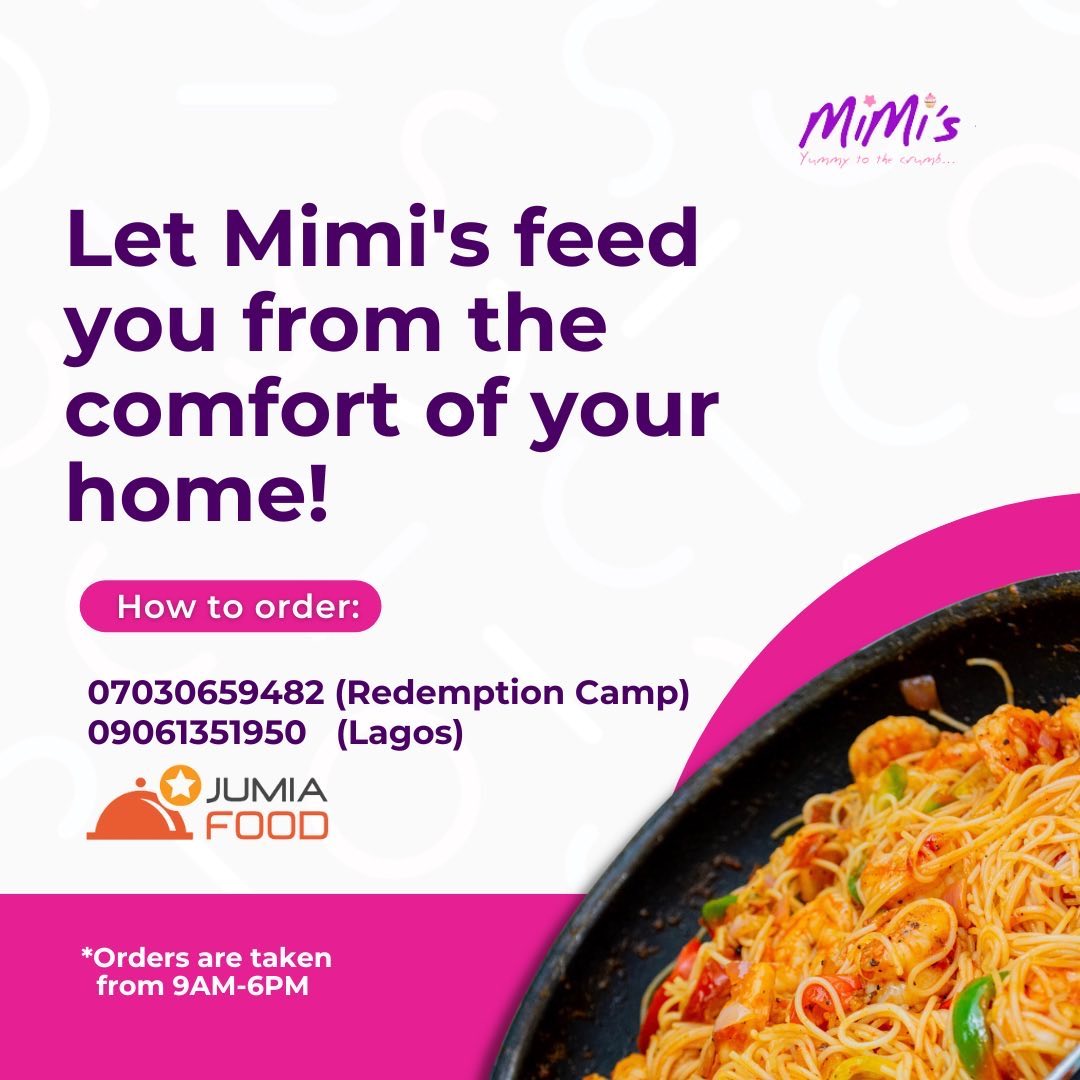 MiMi's
Yummy to the crumb...
Let Mimi's feed
you from the
comfort of your
home!
How to order:
07030659482 (Redemption Camp)
09061351950 (Lagos)
JUMIA
FOOD
*Orders are taken
from 9AM-6PM